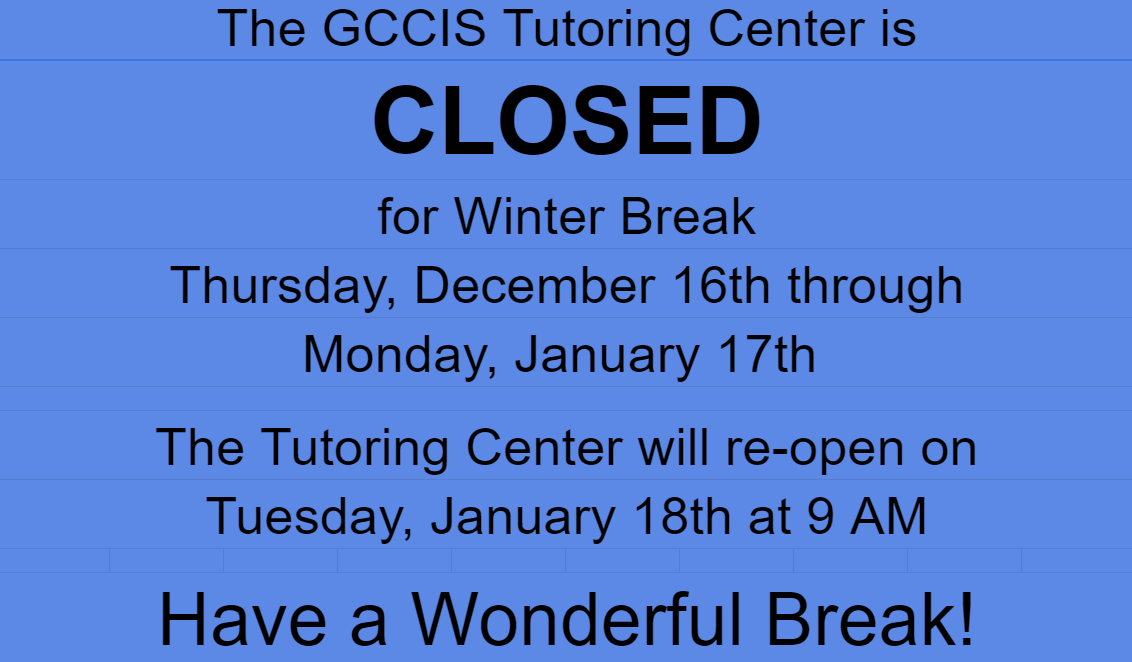 The GCCIS Tutoring Center is
CLOSED
for Winter Break
Thursday, December 16th through
Monday, January 17th
The Tutoring Center will re-open on
Tuesday, January 18th at 9 AM
Have a Wonderful Break!